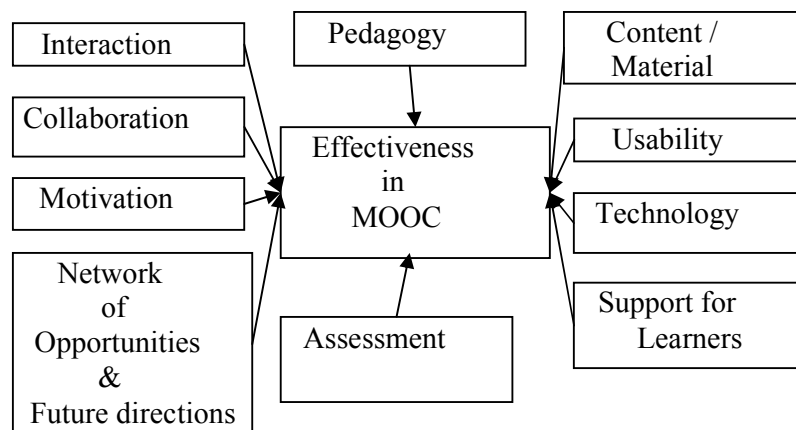 Interaction
Collaboration
Motivation
Network
of
Opportunities
&
Future directions
Pedagogy
Effectiveness
in
MOOC
Assessment
Content /
Material
Usability
Technology
Support for
Learners